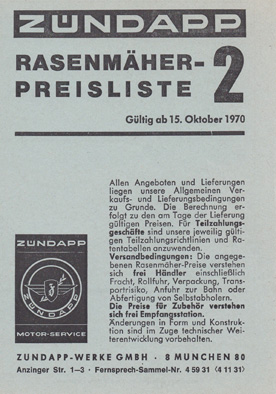 ZÜNDAPP
RASENMÄHER-
PREISLISTE 2
Gültig ab 15. Oktober 1970
Allen Angeboten und Lieferungen
liegen unsere Allgemeinen Ver-
kaufs- und Lieferungsbedingungen
zu Grunde. Die Berechnung er-
folgt zu den am Tage der Lieferung
gültigen Preisen. Für Teilzahlungs-
geschäfte sind unsere jeweilig gülti-
gen Teilzahlungsrichtlinien und Ra-
tentabellen anzuwenden.
Versandbedingungen: Die angege-
benen Rasenmäher-Preise verstehen
sich frei Händler einschließlich
Fracht, Rollfuhr, Verpackung, Trans-
portrisiko, Anfuhr zur Bahn oder
Abfertigung von Selbstabholern.
Die Preise für Zubehör verstehen
sich frei Empfangsstation.
Änderungen in Form und Konstruk-
tion sind im Zuge technischer Wei-
terentwicklung vorbehalten.
ZÜNDAPP
ZÜNDAPP
MOTOR-SERVICE
ZÜNDAPP-WERKE GMBH · 8 MÜNCHEN 80
Anzinger Str. 1–3 · Fernsprech-Sammel-Nr. 4 59 31 (4 11 31)